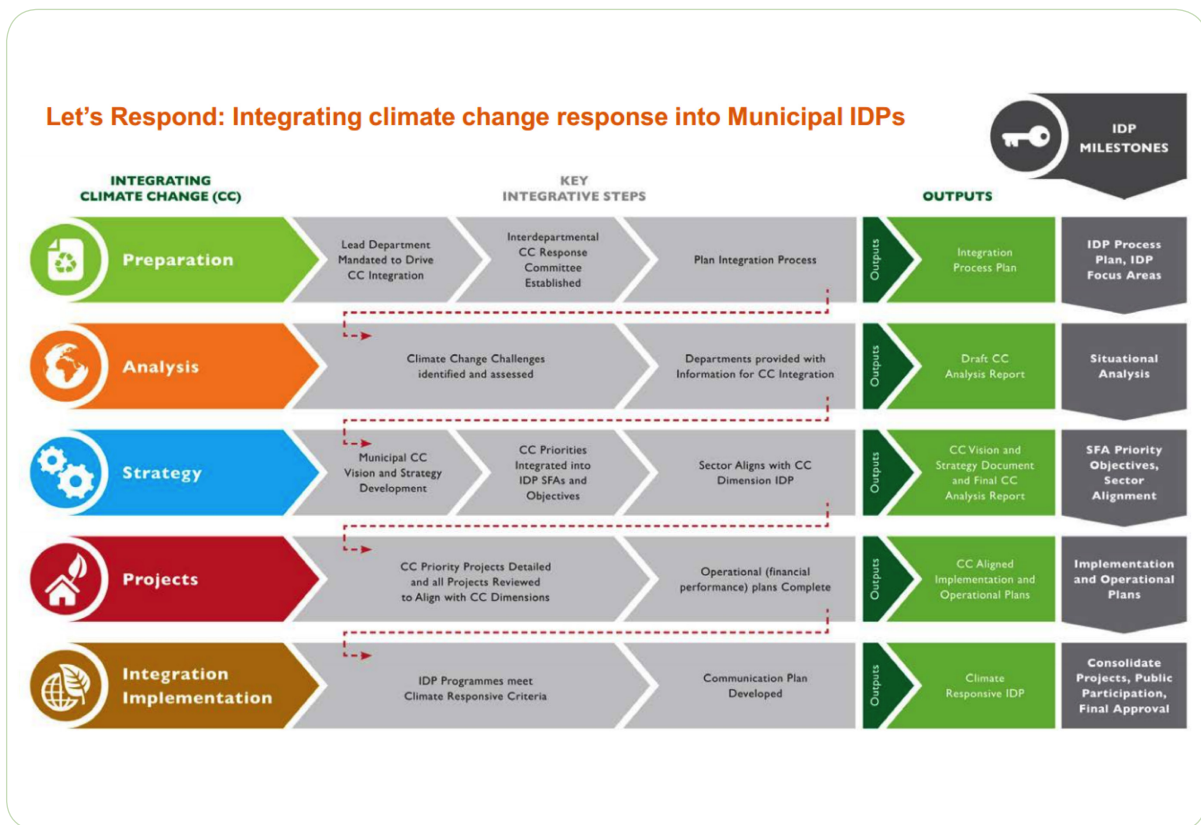 Let's Respond: Integrating climate change response into Municipal IDPs
IDP
MILESTONES
INTEGRATING
CLIMATE CHANGE (CC)
KEY
INTEGRATIVE STEPS
OUTPUTS
Preparation
Lead Department
Mandated to Drive
CC Integration
Interdepartmental
CC Response
Committee
Established
Plan Integration Process
Outputs
Integration
Process Plan
IDP Process
Plan, IDP
Focus Areas
Analysis
Climate Change Challenges
identified and assessed
Departments provided with
Information for CC Integration
Outputs
Draft CC
Analysis Report
Situational
Analysis
Strategy
Municipal CC
Vision and Strategy
Development
CC Priorities
Integrated into
IDP SFAs and
Objectives
Sector Aligns with CC
Dimension IDP
Outputs
CC Vision and
Strategy Document
and Final CC
Analysis Report
SFA Priority
Objectives,
Sector
Alignment
Projects
CC Priority Projects Detailed
and all Projects Reviewed
to Align with CC Dimensions
Operational (financial
performance) plans Complete
Outputs
CC Aligned
Implementation and
Operational Plans
Implementation
and Operational
Plans
Integration
Implementation
IDP Programmes meet
Climate Responsive Criteria
Communication Plan
Developed
Outputs
Climate
Responsive IDP
Consolidate
Projects, Public
Participation,
Final Approval